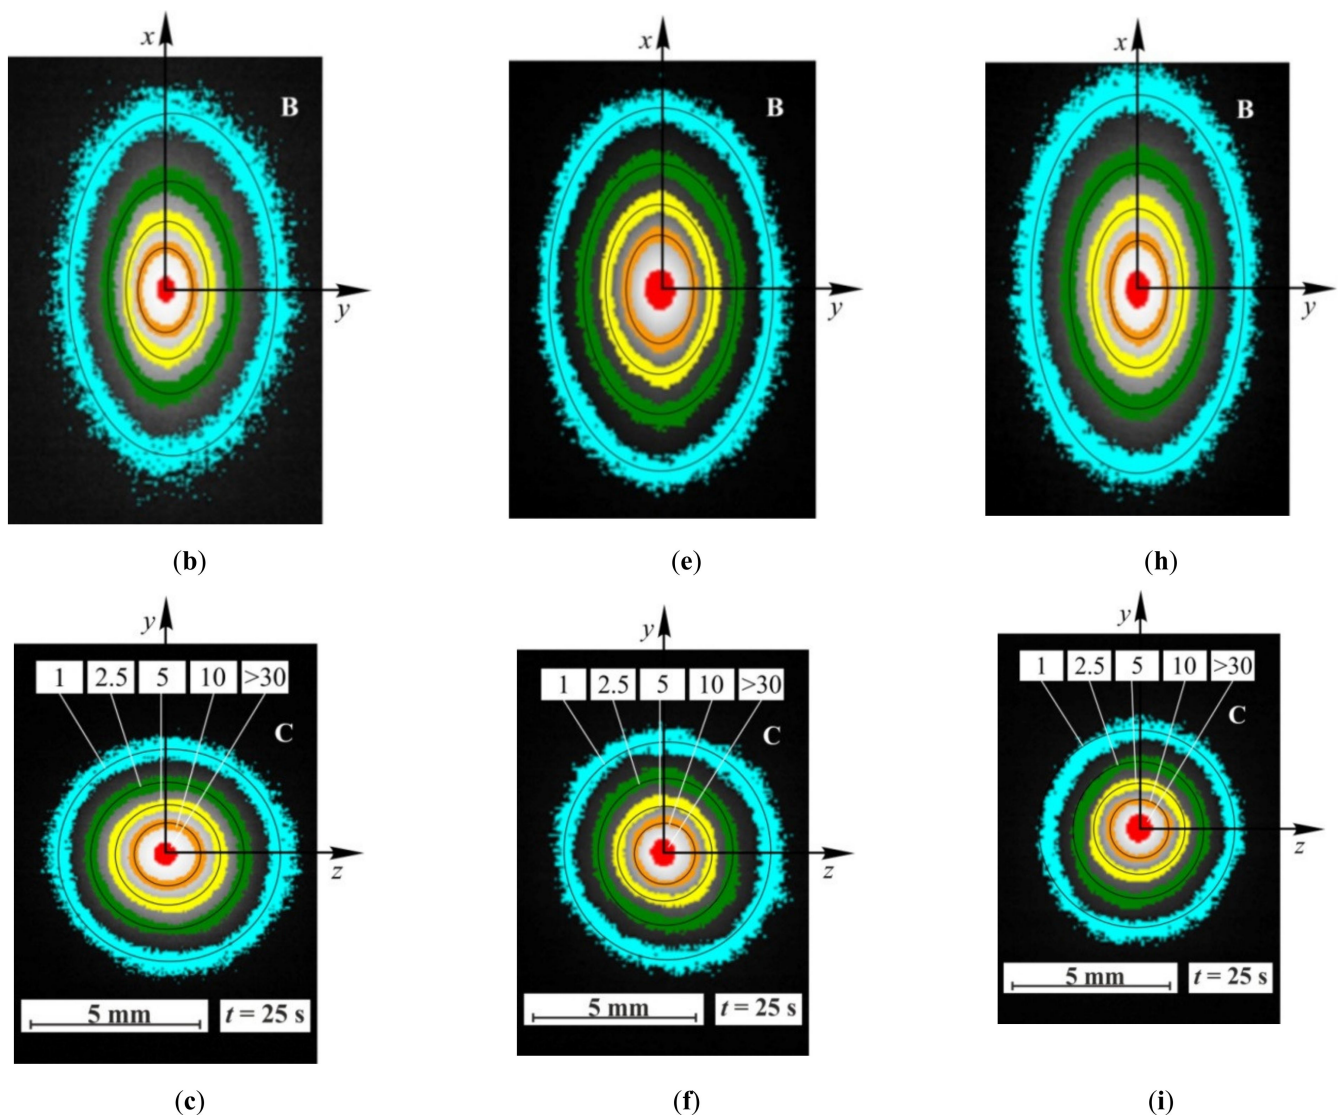 x x x
B B B
y y y
(b) (e) (h)
y y y
1 2.5 5 10 >30
1 2.5 5 10 >30
1 2.5 5 10 >30
C C C
z z z
5 mm t = 25 s
5 mm t = 25 s
5 mm t = 25 s
(c) (f) (i)